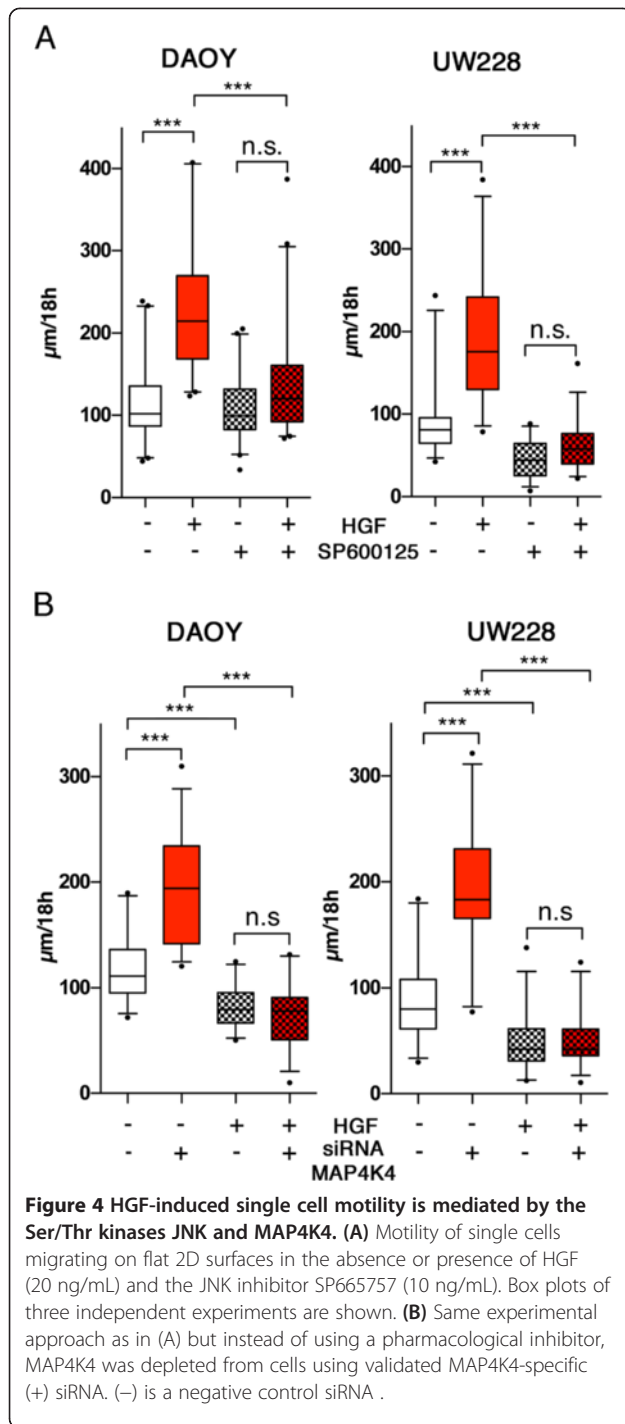 A
DAOY UW228
*** *** *** ***
n.s. n.s.
µm/18h µm/18h
400 400
300 300
200 200
100 100
0 0
- + - + HGF - + - +
- - + + SP600125 - - + +
B
DAOY UW228
*** ***
*** ***
*** ***
n.s n.s
µm/18h µm/18h
300 300
200 200
100 100
0 0
- - + + HGF - - + +
- + - + siRNA - + - +
MAP4K4
Figure 4 HGF-induced single cell motility is mediated by the
Ser/Thr kinases JNK and MAP4K4. (A) Motility of single cells
migrating on flat 2D surfaces in the absence or presence of HGF
(20 ng/mL) and the JNK inhibitor SP665757 (10 ng/mL). Box plots of
three independent experiments are shown. (B) Same experimental
approach as in (A) but instead of using a pharmacological inhibitor,
MAP4K4 was depleted from cells using validated MAP4K4-specific
(+) siRNA. (−) is a negative control siRNA .